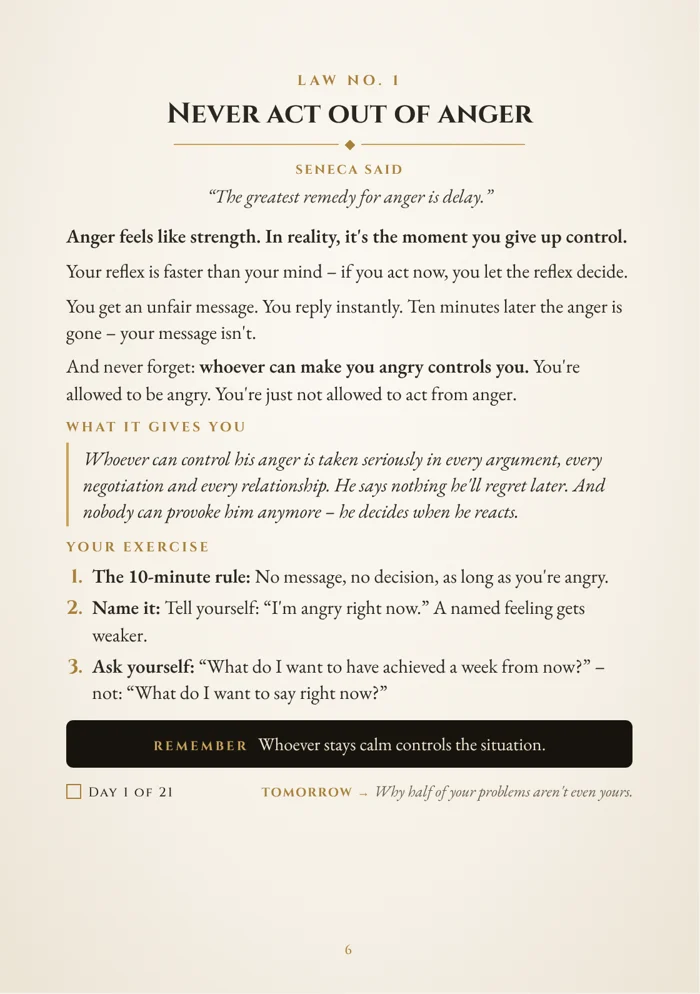 LAW NO. 1
NEVER ACT OUT OF ANGER
SENECA SAID
“The greatest remedy for anger is delay.”
Anger feels like strength. In reality, it's the moment you give up control.
Your reflex is faster than your mind – if you act now, you let the reflex decide.
You get an unfair message. You reply instantly. Ten minutes later the anger is
gone – your message isn't.
And never forget: whoever can make you angry controls you. You're
allowed to be angry. You're just not allowed to act from anger.
WHAT IT GIVES YOU
Whoever can control his anger is taken seriously in every argument, every
negotiation and every relationship. He says nothing he'll regret later. And
nobody can provoke him anymore – he decides when he reacts.
YOUR EXERCISE
1. The 10-minute rule: No message, no decision, as long as you're angry.
2. Name it: Tell yourself: “I'm angry right now.” A named feeling gets
weaker.
3. Ask yourself: “What do I want to have achieved a week from now?” –
not: “What do I want to say right now?”
REMEMBER Whoever stays calm controls the situation.
DAY 1 OF 21 TOMORROW → Why half of your problems aren't even yours.
6